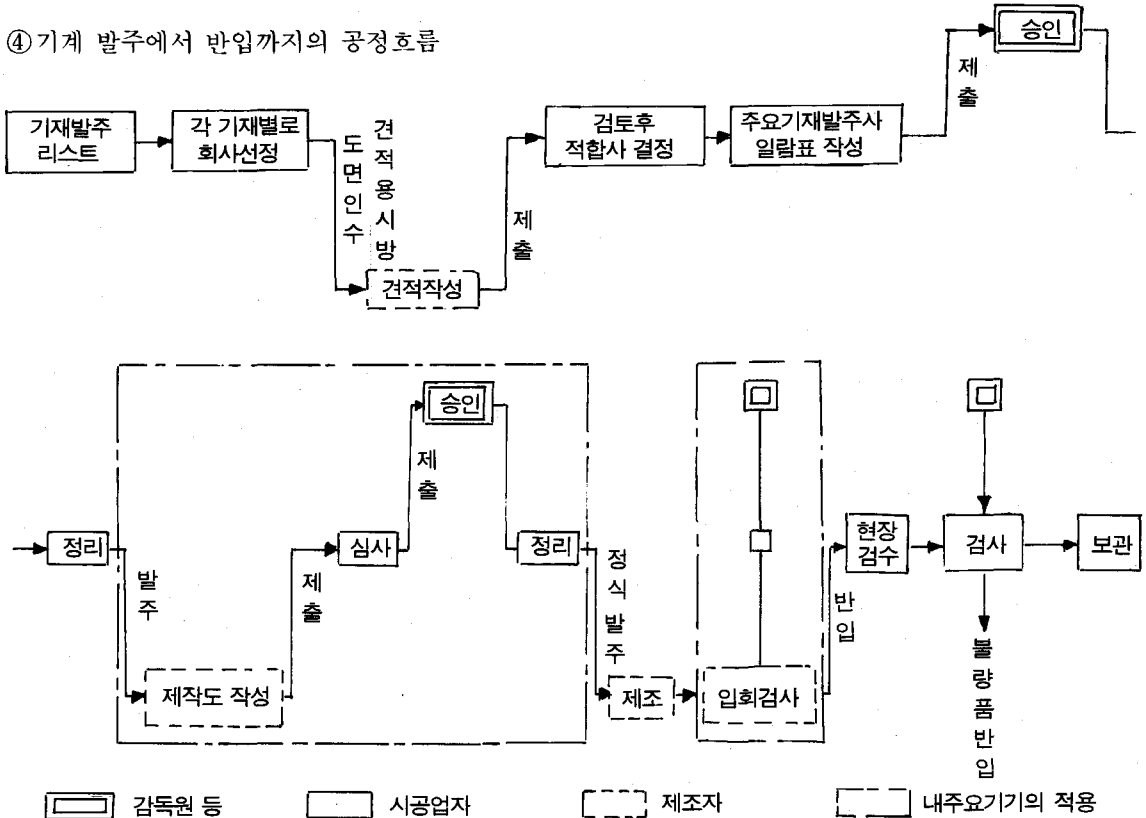 ④기계 발주에서 반입까지의 공정흐름
승인
제출
기재발주
리스트
각 기재별로
회사선정
도면인수
견적용시방
견적작성
제출
검토후
적합사 결정
주요기재발주사
일람표 작성
정리
발주
제작도 작성
제출
심사
제출
승인
정리
정식발주
제조
입회검사
반입
현장
검수
검사
보관
불량품반입
감독원 등
시공업자
제조자
내주요기기의 적용